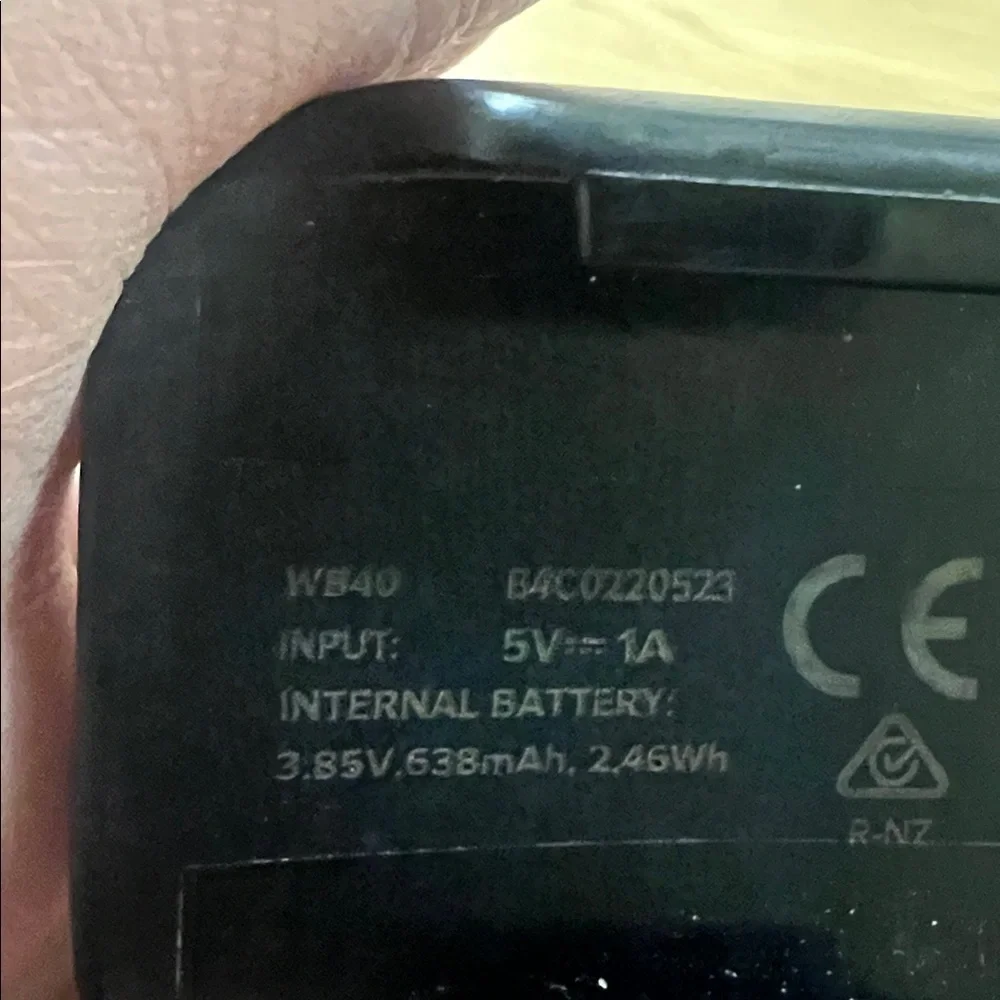 WB40 B4C0220523
INPUT: 5V⎓1A
INTERNAL BATTERY:
3.85V,638mAh, 2.46Wh
CE
R-NZ